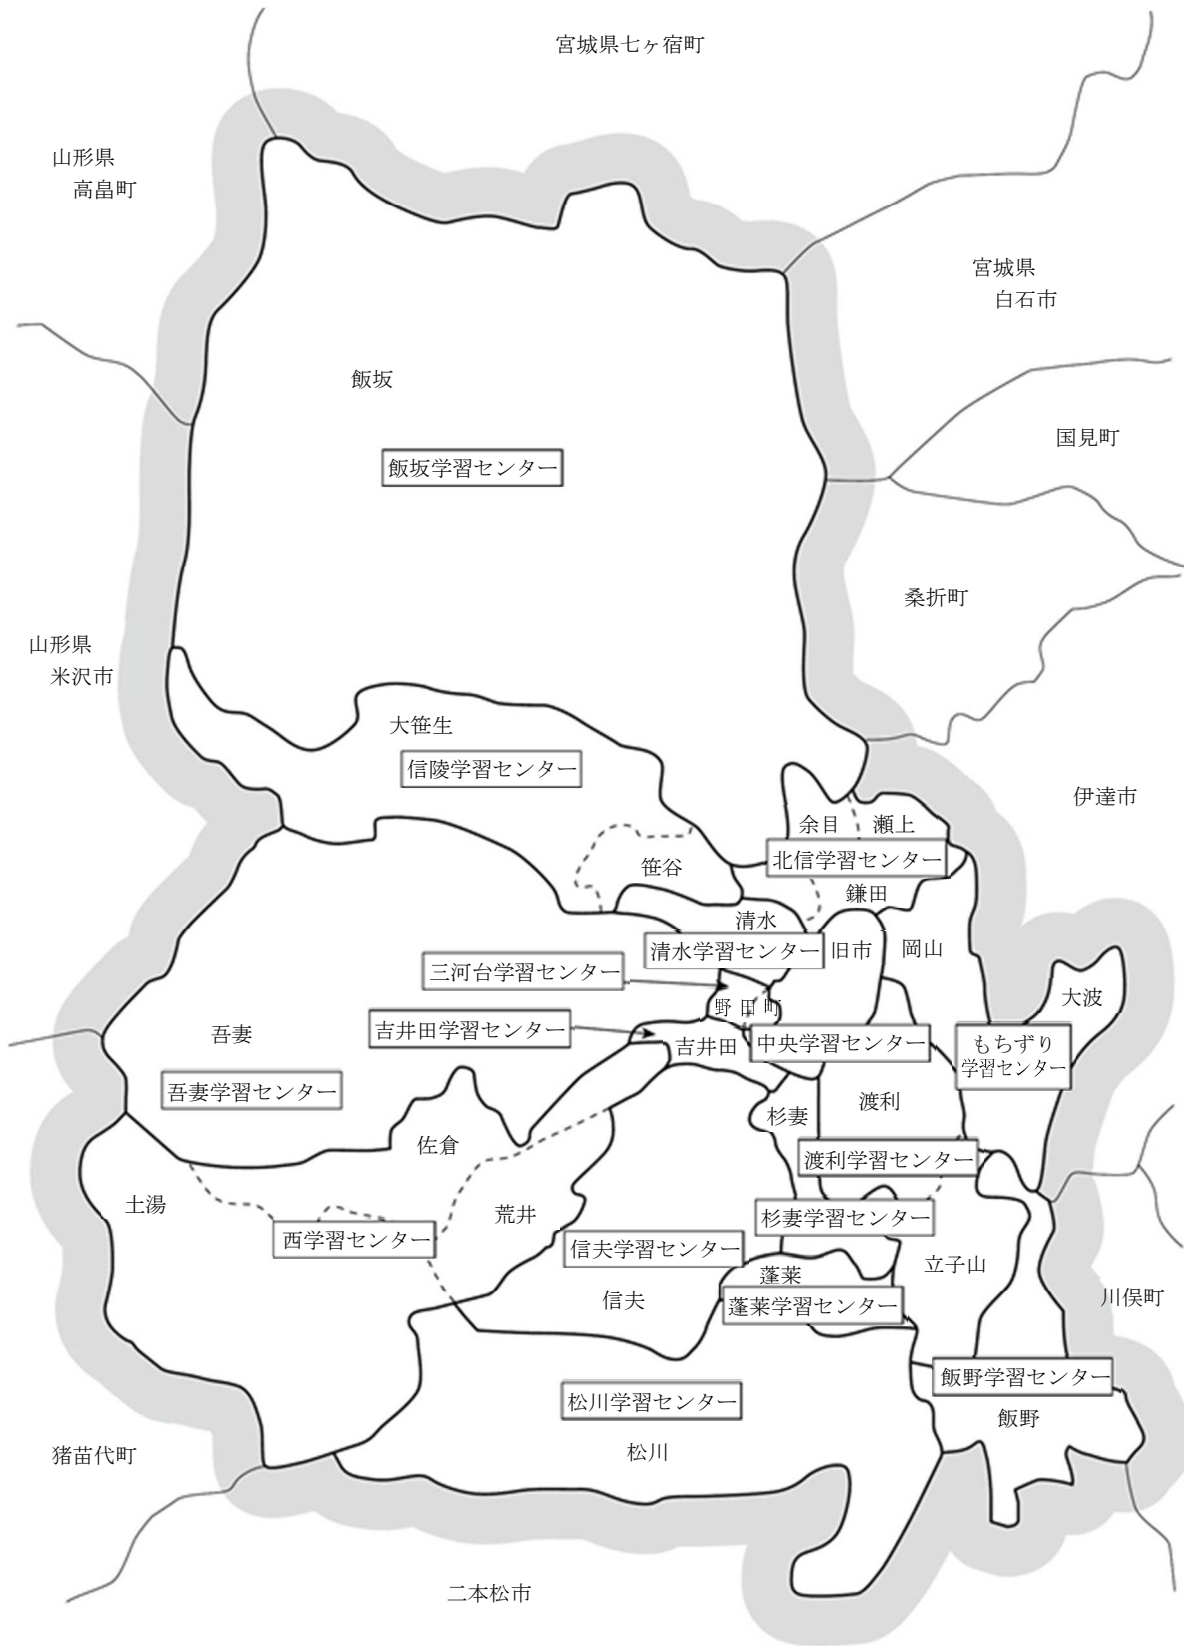 宮城県七ヶ宿町
山形県
高畠町
宮城県
白石市
飯坂
国見町
飯坂学習センター
桑折町
山形県
米沢市
大笹生
信陵学習センター
伊達市
余目
瀬上
北信学習センター
笹谷
鎌田
清水
清水学習センター
旧市
岡山
三河台学習センター
大波
野田町
吾妻
吉井田学習センター
吉井田
中央学習センター
もちずり
学習センター
吾妻学習センター
杉妻
渡利
佐倉
渡利学習センター
土湯
荒井
杉妻学習センター
西学習センター
信夫学習センター
立子山
蓬莱
信夫
蓬莱学習センター
川俣町
飯野学習センター
松川学習センター
飯野
猪苗代町
松川
二本松市